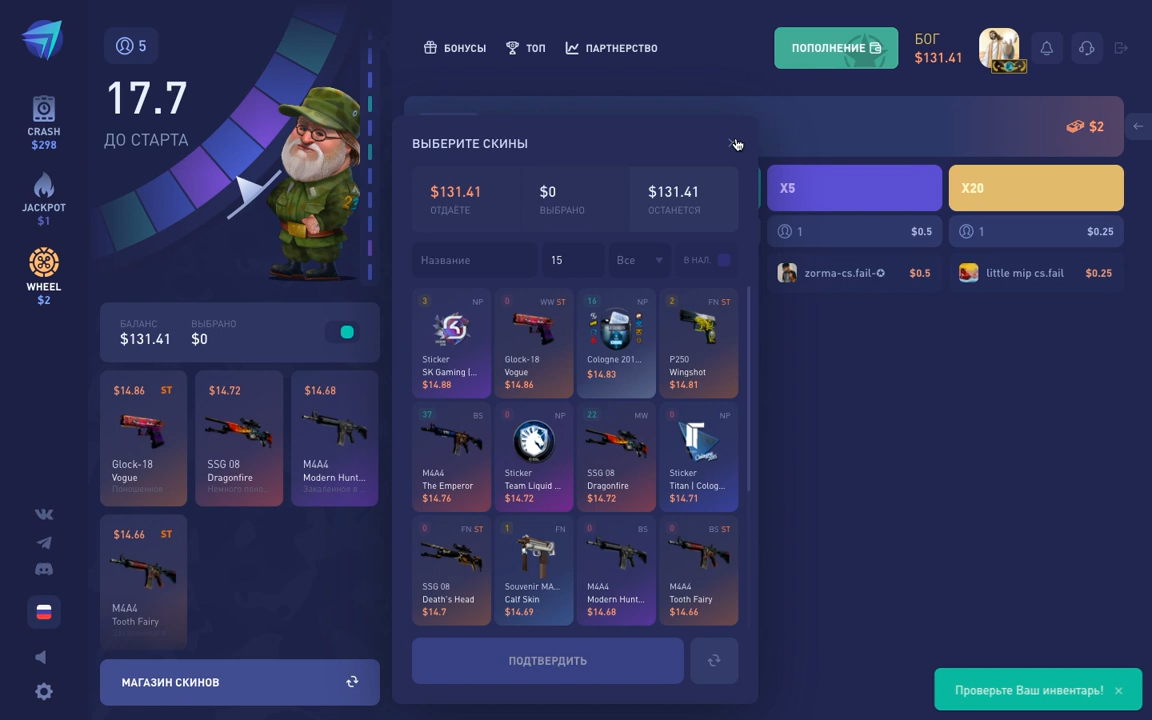 5
17.7
ДО СТАРТА
CRASH
$298
JACKPOT
$1
WHEEL
$2
БОНУСЫ
ТОП
ПАРТНЕРСТВО
ПОПОЛНЕНИЕ
БОГ
$131.41
$2
X5
X20
1
$0.5
1
$0.25
zorma-cs.fail-✪
$0.5
little mip cs.fail
$0.25
БАЛАНС
$131.41
ВЫБРАНО
$0
$14.86 ST
Glock-18
Vogue
Поношенное
$14.72
SSG 08
Dragonfire
Немного поно...
$14.68
M4A4
Modern Hunt...
Закаленное в ...
$14.66 ST
M4A4
Tooth Fairy
МАГАЗИН СКИНОВ
ВЫБЕРИТЕ СКИНЫ
$131.41
ОТДАЁТЕ
$0
ВЫБРАНО
$131.41
ОСТАНЕТСЯ
Название
15
Все
В НАЛ.
3 NP
Sticker
SK Gaming |...
$14.88
0 WW ST
Glock-18
Vogue
$14.86
16 NP
Cologne 201...
$14.83
2 FN ST
P250
Wingshot
$14.81
37 BS
M4A4
The Emperor
$14.76
0 NP
Sticker
Team Liquid ...
$14.72
22 MW
SSG 08
Dragonfire
$14.72
0 NP
Sticker
Titan | Colog...
$14.71
0 FN ST
SSG 08
Death's Head
$14.7
1 FN
Souvenir MA...
Calf Skin
$14.69
0 BS
M4A4
Modern Hunt...
$14.68
0 BS ST
M4A4
Tooth Fairy
$14.66
ПОДТВЕРДИТЬ
Проверьте Ваш инвентарь!